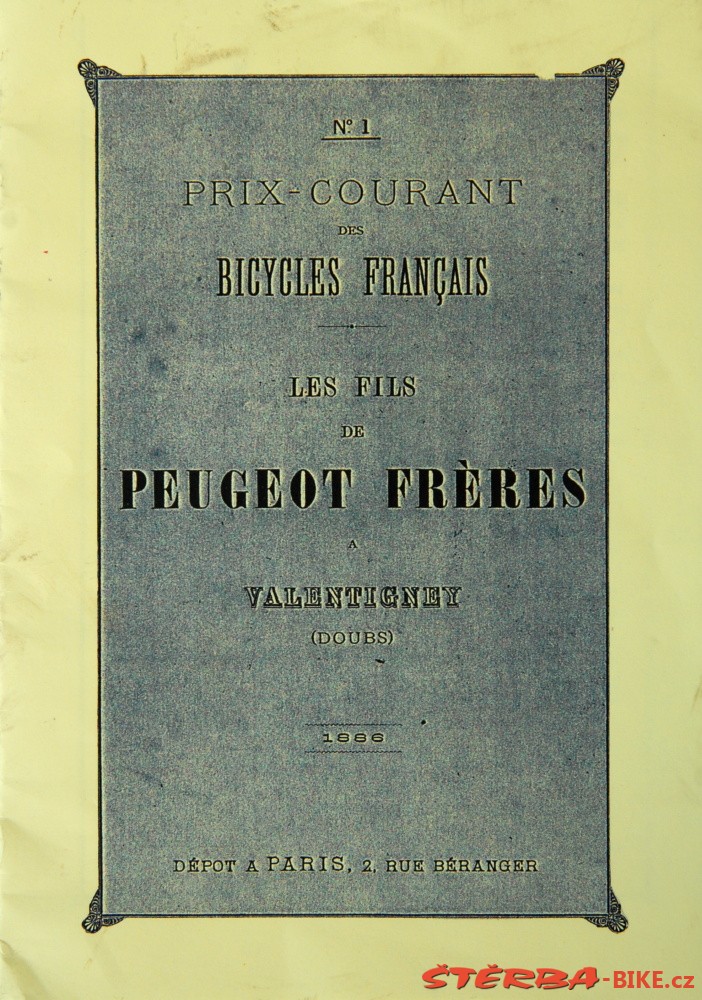 Nº 1
PRIX-COURANT
DES
BICYCLES FRANÇAIS
LES FILS
DE
PEUGEOT FRÈRES
A
VALENTIGNEY
(DOUBS)
1886
DÉPOT A PARIS, 2, RUE BÉRANGER
ŠTĚRBA-BIKE.cz